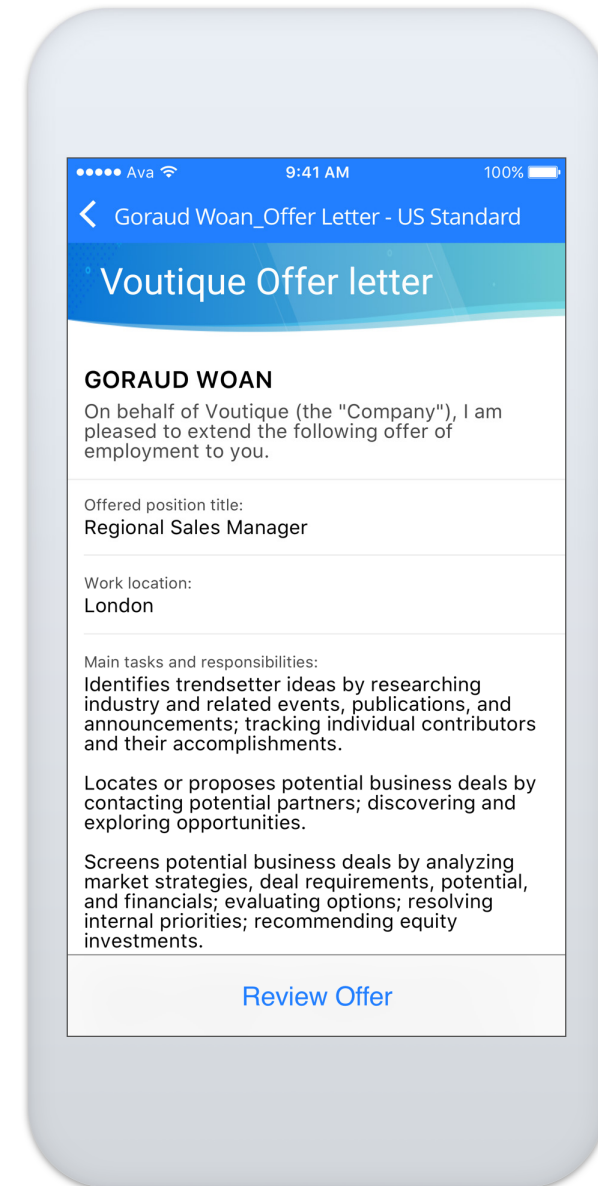 Ava 9:41 AM 100%
Goraud Woan_Offer Letter - US Standard
Voutique Offer letter
GORAUD WOAN
On behalf of Voutique (the "Company"), I am
pleased to extend the following offer of
employment to you.
Offered position title:
Regional Sales Manager
Work location:
London
Main tasks and responsibilities:
Identifies trendsetter ideas by researching
industry and related events, publications, and
announcements; tracking individual contributors
and their accomplishments.
Locates or proposes potential business deals by
contacting potential partners; discovering and
exploring opportunities.
Screens potential business deals by analyzing
market strategies, deal requirements, potential,
and financials; evaluating options; resolving
internal priorities; recommending equity
investments.
Review Offer